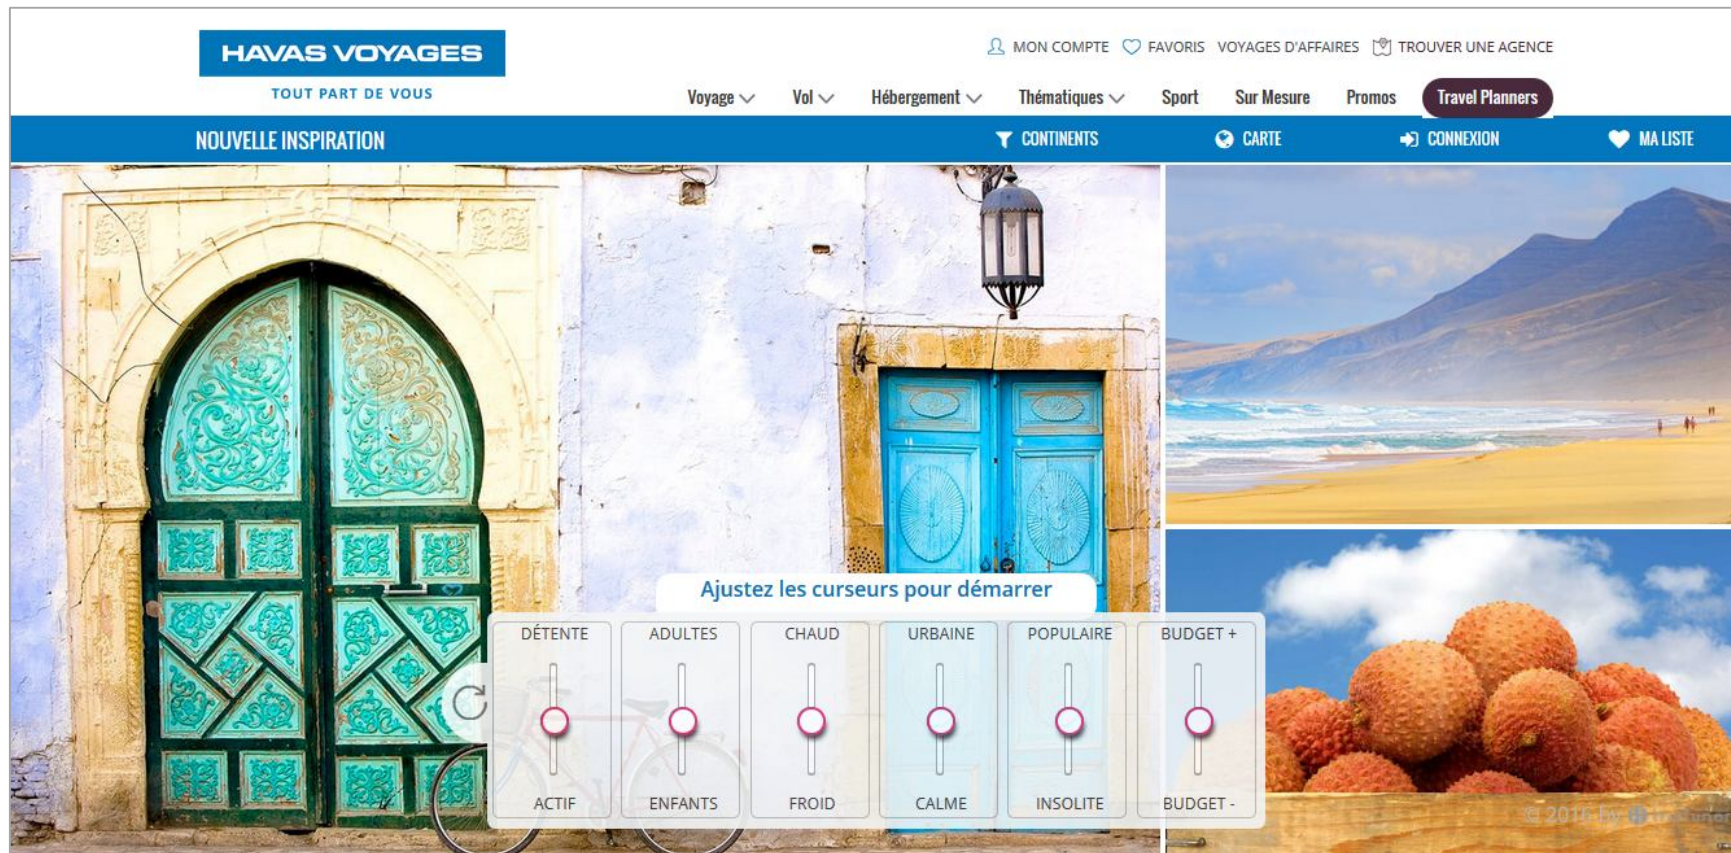 HAVAS VOYAGES
TOUT PART DE VOUS
MON COMPTE FAVORIS VOYAGES D'AFFAIRES TROUVER UNE AGENCE
Voyage Vol Hébergement Thématiques Sport Sur Mesure Promos Travel Planners
NOUVELLE INSPIRATION CONTINENTS CARTE CONNEXION MA LISTE
Ajustez les curseurs pour démarrer
DÉTENTE ADULTES CHAUD URBAINE POPULAIRE BUDGET +
ACTIF ENFANTS FROID CALME INSOLITE BUDGET -
© 2016 by